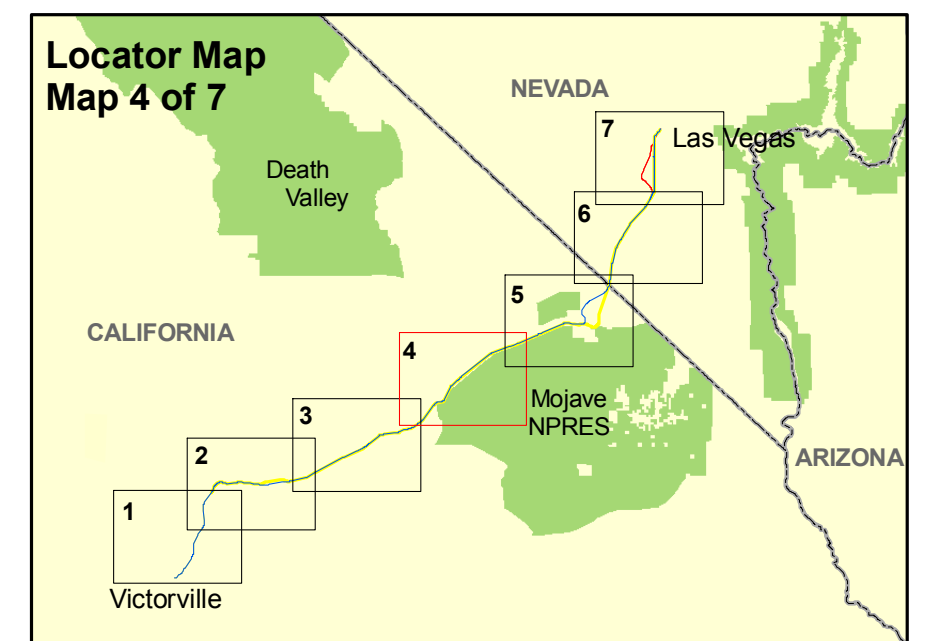 Locator Map
Map 4 of 7
NEVADA
7
Las Vegas
Death
Valley
6
5
CALIFORNIA
4
Mojave
NPRES
3
ARIZONA
2
1
Victorville